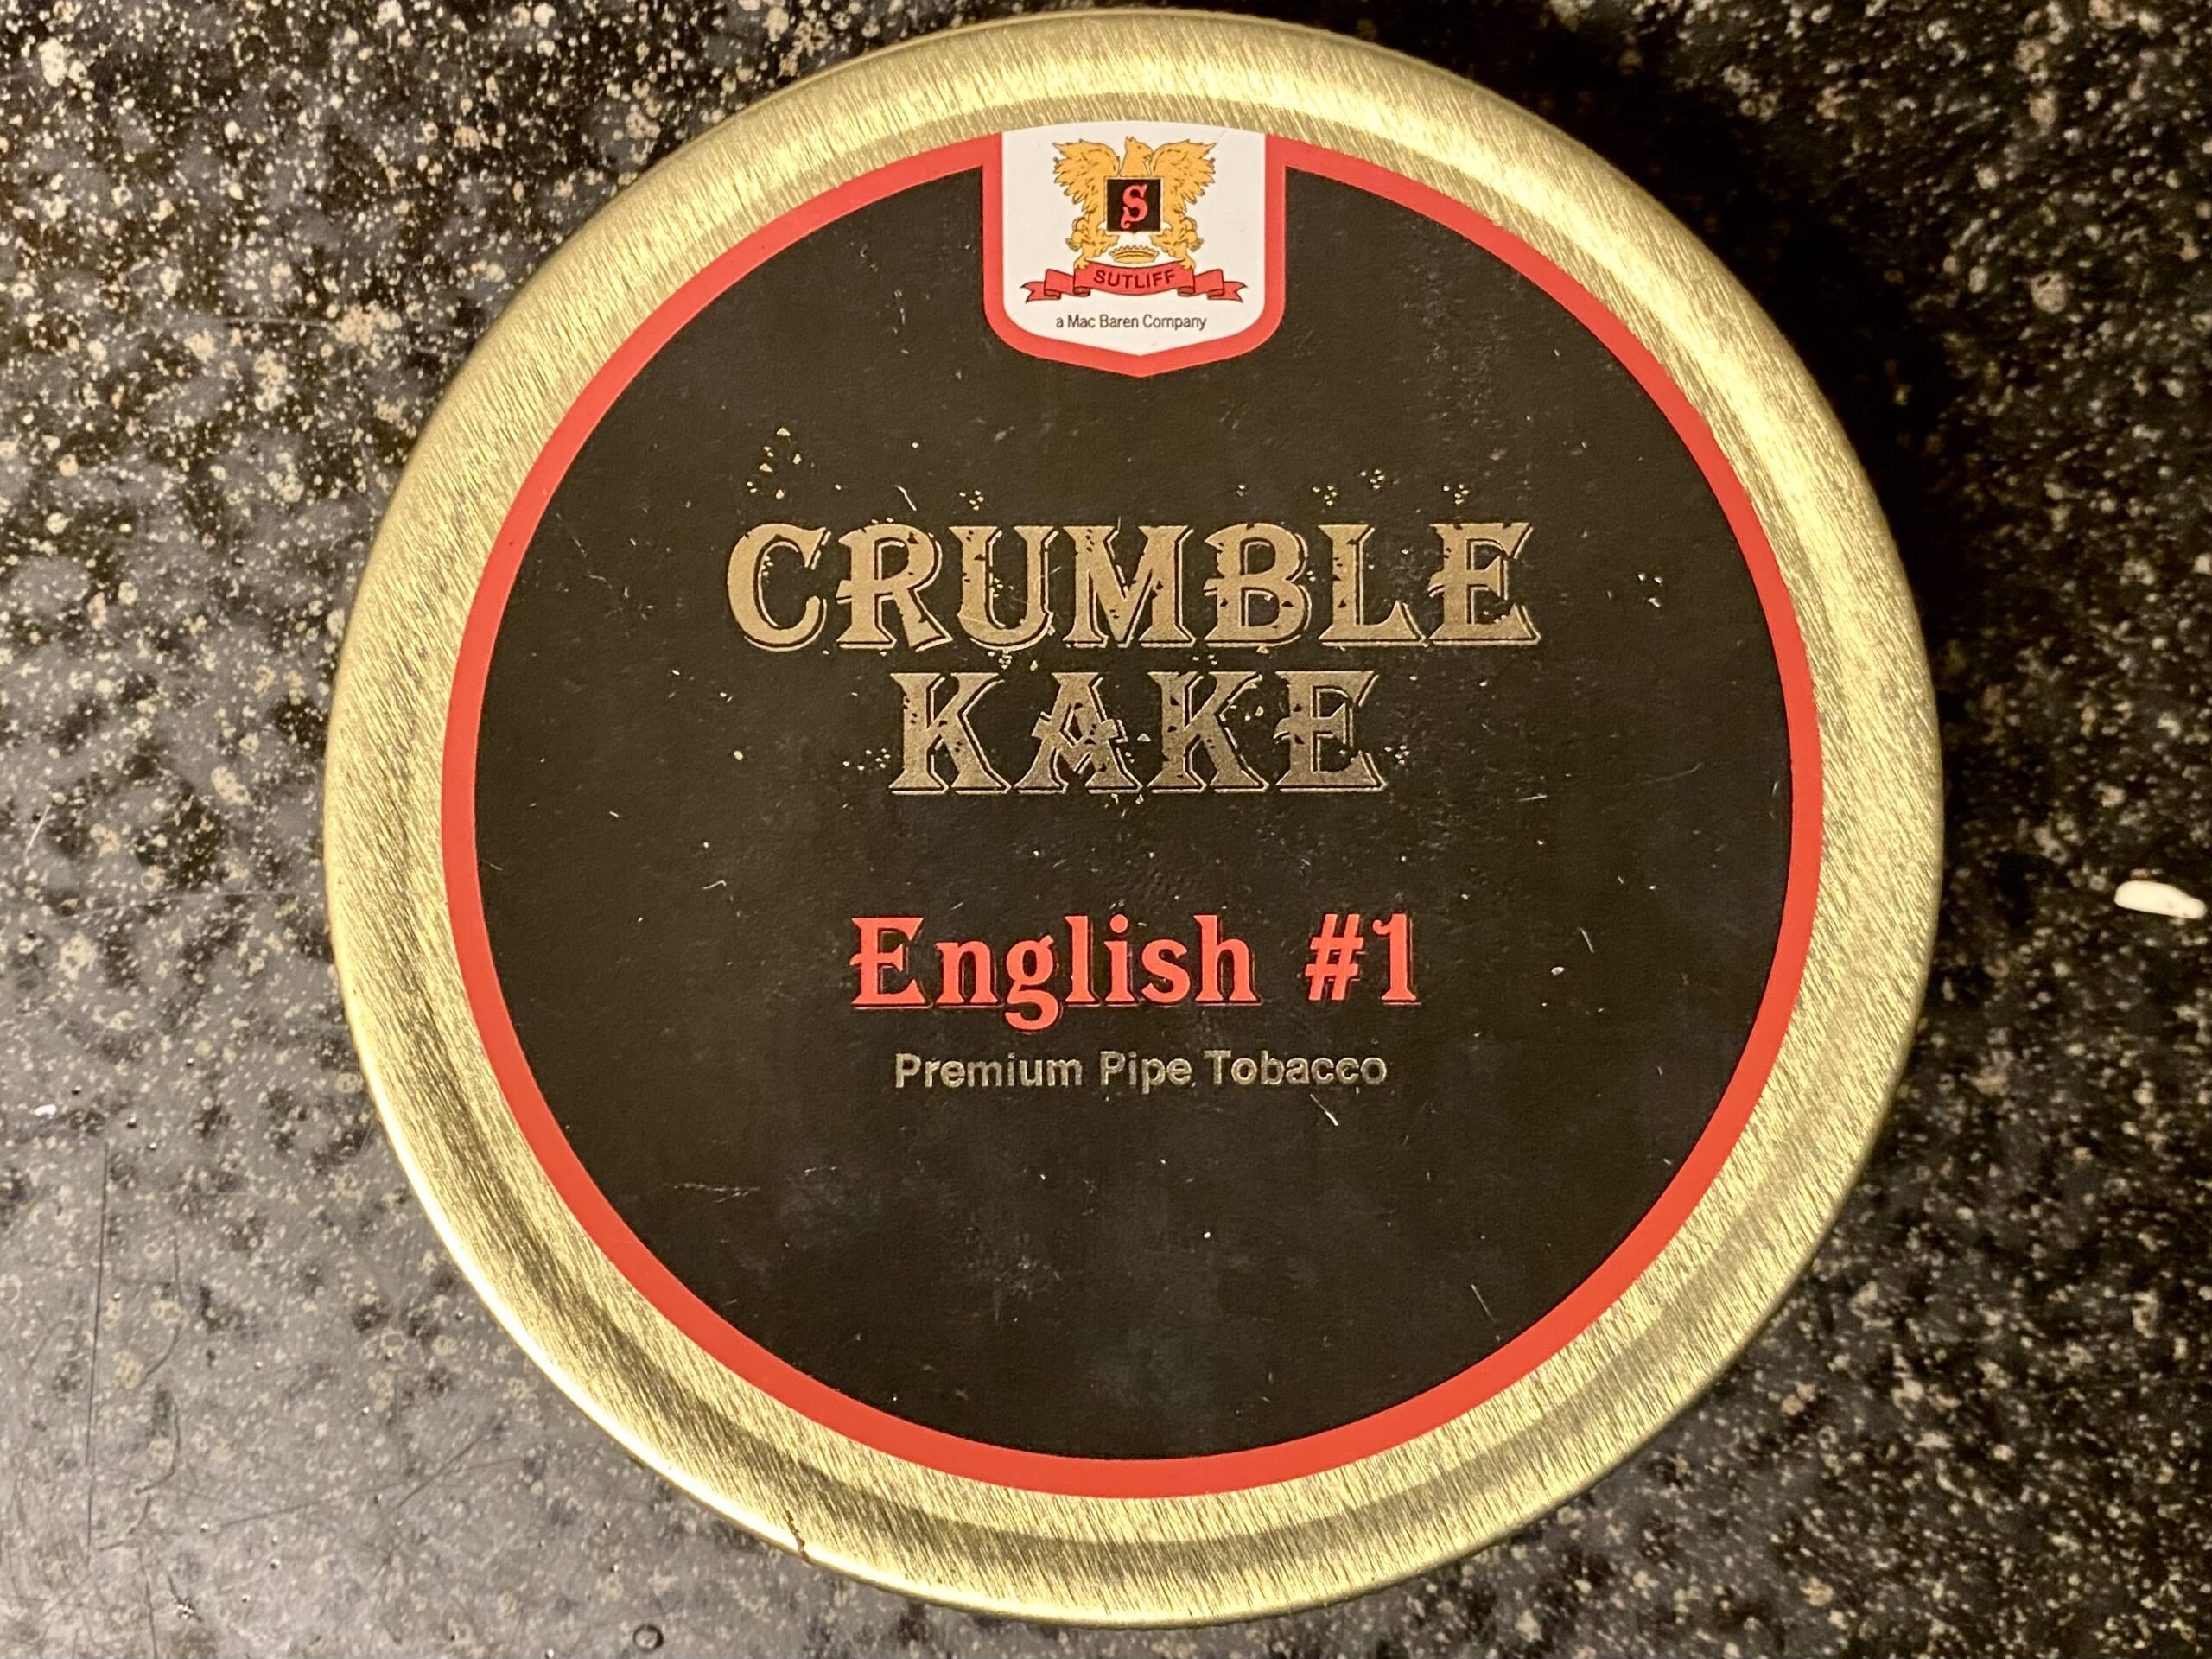 S
SUTLIFF
a Mac Baren Company
CRUMBLE
KAKE
English #1
Premium Pipe Tobacco